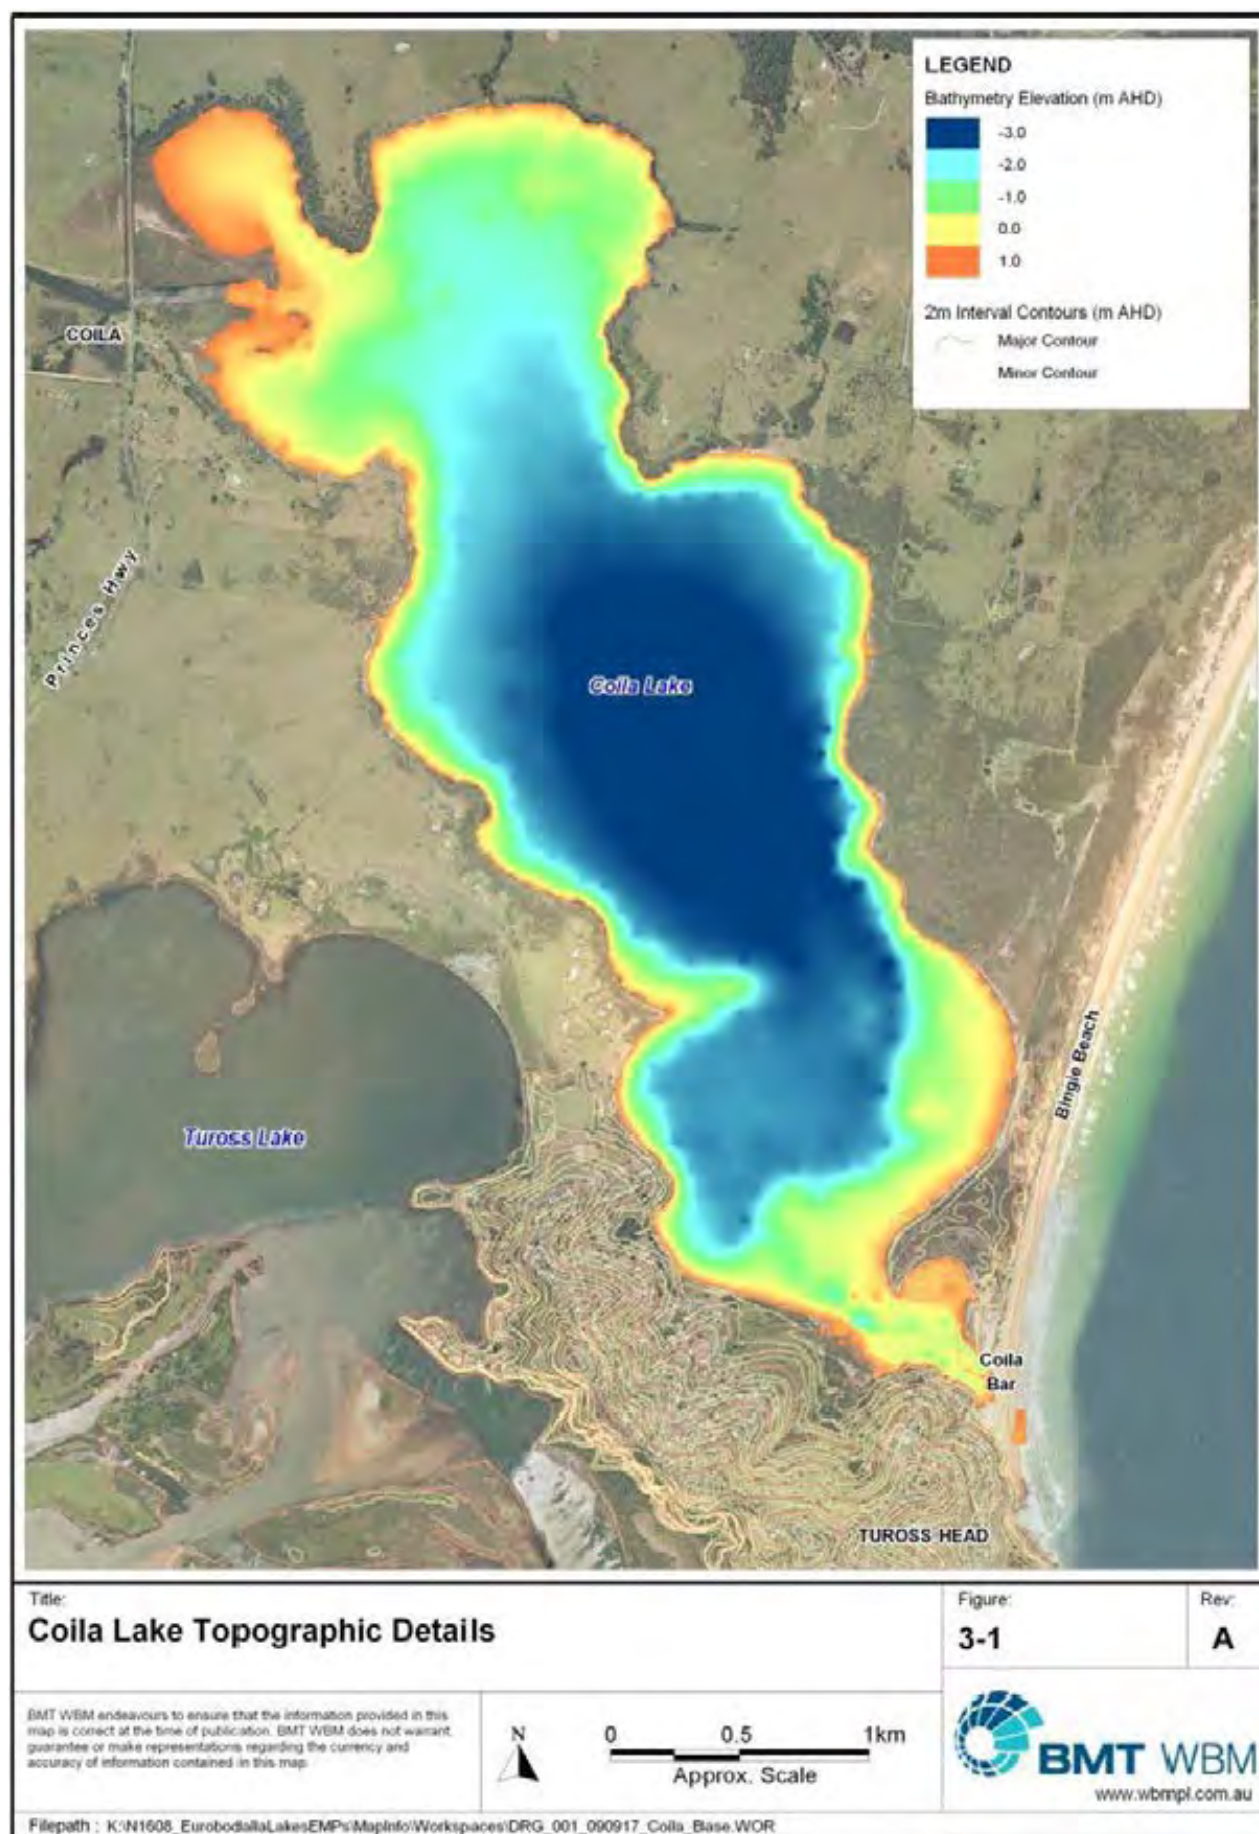 LEGEND
Bathymetry Elevation (m AHD)
-3.0
-2.0
-1.0
0.0
1.0
2m Interval Contours (m AHD)
Major Contour
Minor Contour
COILA
Princes Hwy
Coila Lake
Bingie Beach
Tuross Lake
Coila
Bar
TUROSS HEAD
Title:
Coila Lake Topographic Details
Figure:
3-1
Rev:
A
BMT WBM endeavours to ensure that the information provided in this
map is correct at the time of publication. BMT WBM does not warrant,
guarantee or make representations regarding the currency and
accuracy of information contained in this map.
N
0 0.5 1km
Approx. Scale
BMT WBM
www.wbmpl.com.au
Filepath : K:\N1608_EurobodallaLakesEMPs\MapInfo\Workspaces\DRG_001_090917_Coila_Base.WOR